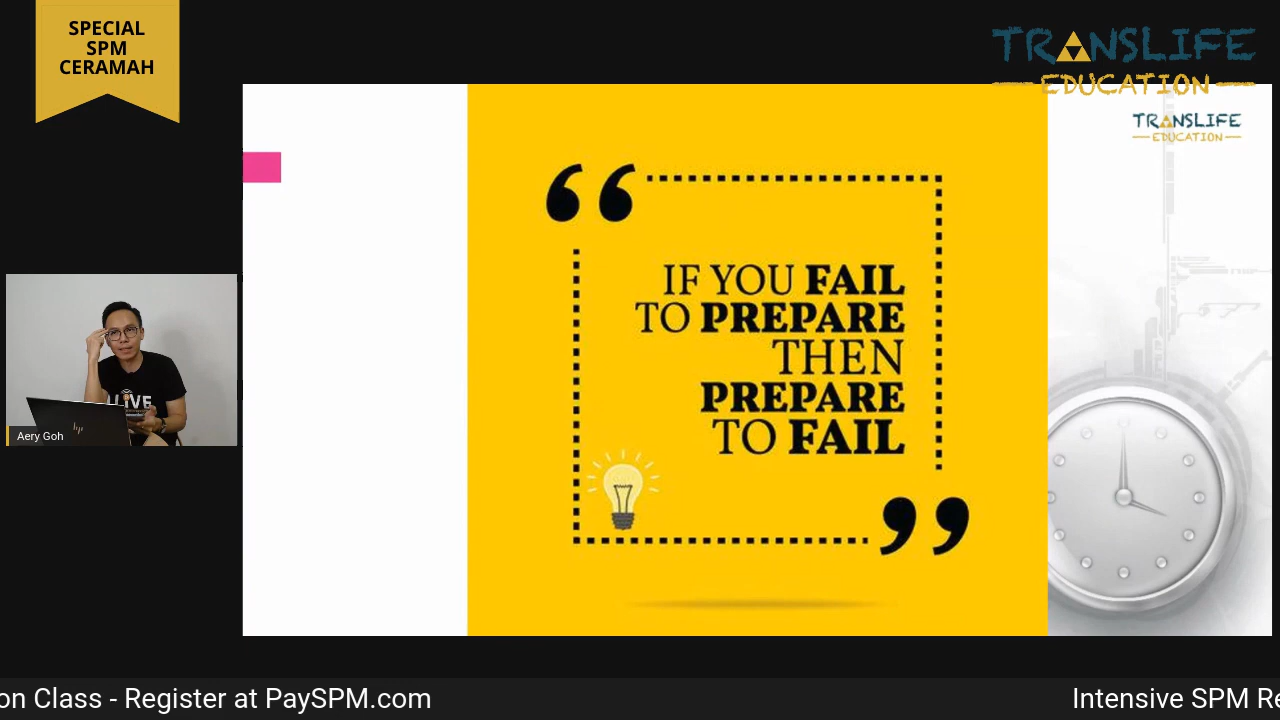 SPECIAL
SPM
CERAMAH
TRANSLIFE
EDUCATION
TRANSLIFE
EDUCATION
“
IF YOU FAIL
TO PREPARE
THEN
PREPARE
TO FAIL
”
LIVE
hp
Aery Goh
on Class - Register at PaySPM.com
Intensive SPM Re